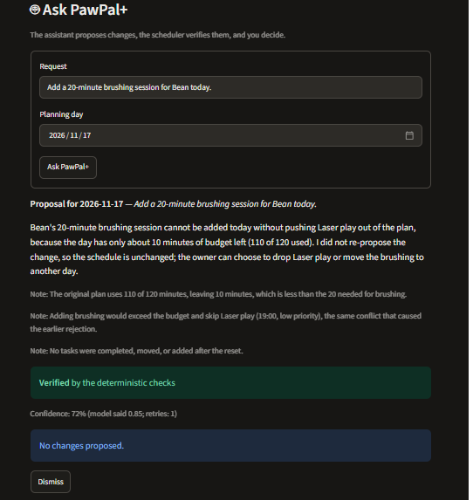 Ask PawPal+
The assistant proposes changes, the scheduler verifies them, and you decide.
Request
Add a 20-minute brushing session for Bean today.
Planning day
2026/11/17
Ask PawPal+
Proposal for 2026-11-17 — Add a 20-minute brushing session for Bean today.
Bean's 20-minute brushing session cannot be added today without pushing Laser play out of the plan,
because the day has only about 10 minutes of budget left (110 of 120 used). I did not re-propose the
change, so the schedule is unchanged; the owner can choose to drop Laser play or move the brushing to
another day.
Note: The original plan uses 110 of 120 minutes, leaving 10 minutes, which is less than the 20 needed for brushing.
Note: Adding brushing would exceed the budget and skip Laser play (19:00, low priority), the same conflict that caused
the earlier rejection.
Note: No tasks were completed, moved, or added after the reset.
Verified by the deterministic checks
Confidence: 72% (model said 0.85; retries: 1)
No changes proposed.
Dismiss